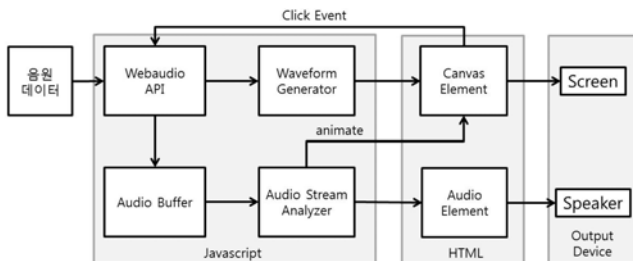 Click Event
음원
데이터
Webaudio
API
Waveform
Generator
Canvas
Element
Screen
animate
Audio Buffer
Audio Stream
Analyzer
Audio
Element
Speaker
Javascript
HTML
Output
Device